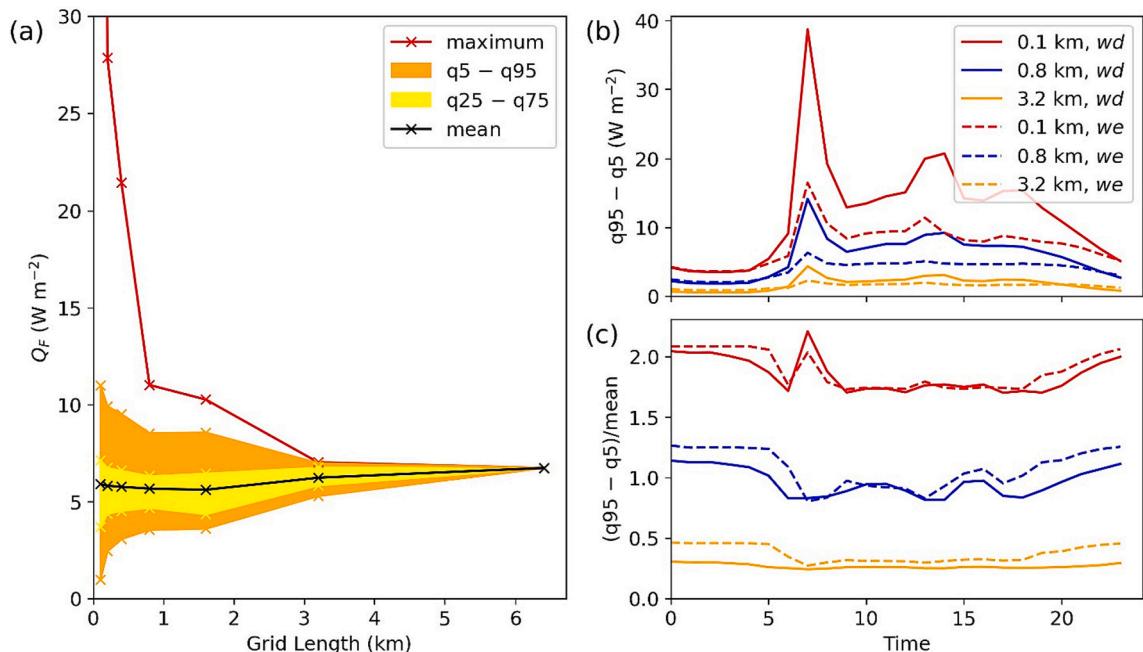 (a)
30
25
20
15
10
5
0
Q_F (W m⁻²)
0 1 2 3 4 5 6
Grid Length (km)
maximum
q5 − q95
q25 − q75
mean
(b)
40
30
20
10
0
q95 − q5 (W m⁻²)
0.1 km, wd
0.8 km, wd
3.2 km, wd
0.1 km, we
0.8 km, we
3.2 km, we
(c)
2.0
1.5
1.0
0.5
0.0
(q95 − q5)/mean
0 5 10 15 20
Time